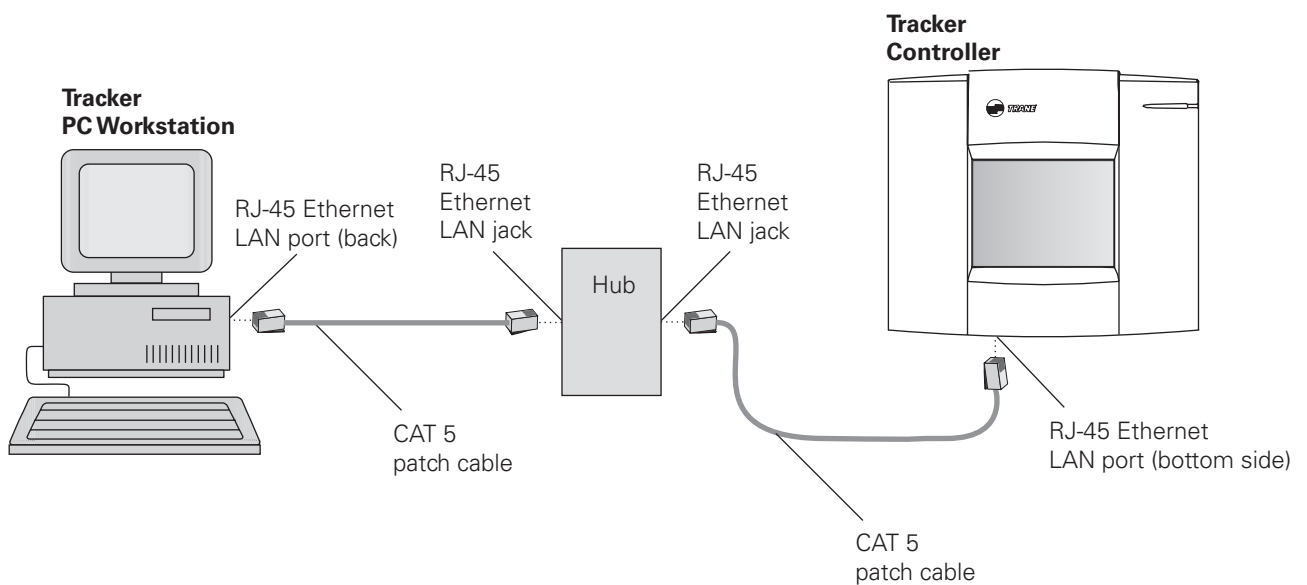 Tracker
Controller
TRANE
Tracker
PC Workstation
RJ-45 Ethernet
LAN port (back)
RJ-45
Ethernet
LAN jack
RJ-45
Ethernet
LAN jack
Hub
CAT 5
patch cable
RJ-45 Ethernet
LAN port (bottom side)
CAT 5
patch cable